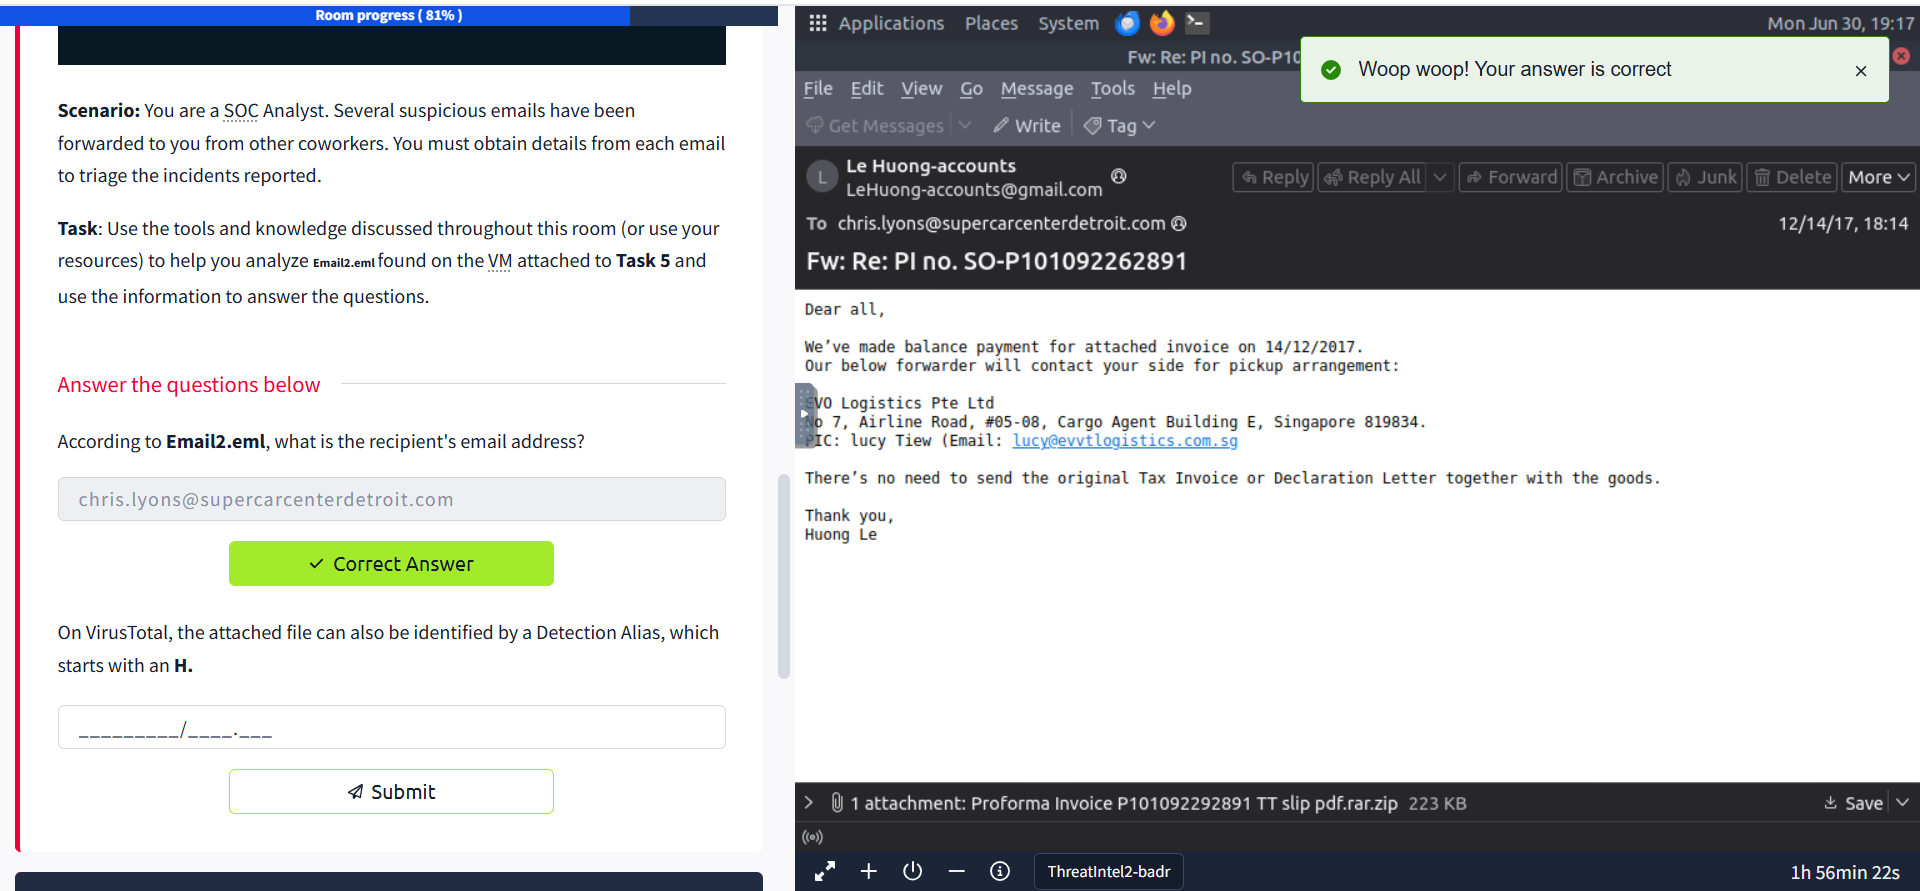 Room progress ( 81% )
Scenario: You are a SOC Analyst. Several suspicious emails have been
forwarded to you from other coworkers. You must obtain details from each email
to triage the incidents reported.
Task: Use the tools and knowledge discussed throughout this room (or use your
resources) to help you analyze Email2.eml found on the VM attached to Task 5 and
use the information to answer the questions.
Answer the questions below
According to Email2.eml, what is the recipient's email address?
chris.lyons@supercarcenterdetroit.com
Correct Answer
On VirusTotal, the attached file can also be identified by a Detection Alias, which
starts with an H.
_________/____.___
Submit
Applications Places System
Mon Jun 30, 19:17
Fw: Re: PI no. SO-P10
Woop woop! Your answer is correct
File Edit View Go Message Tools Help
Get Messages Write Tag
L
Le Huong-accounts
LeHuong-accounts@gmail.com
Reply Reply All Forward Archive Junk Delete More
To chris.lyons@supercarcenterdetroit.com
12/14/17, 18:14
Fw: Re: PI no. SO-P101092262891
Dear all,
We’ve made balance payment for attached invoice on 14/12/2017.
Our below forwarder will contact your side for pickup arrangement:
VO Logistics Pte Ltd
No 7, Airline Road, #05-08, Cargo Agent Building E, Singapore 819834.
PIC: lucy Tiew (Email: lucy@evvtlogistics.com.sg
There’s no need to send the original Tax Invoice or Declaration Letter together with the goods.
Thank you,
Huong Le
1 attachment: Proforma Invoice P101092292891 TT slip pdf.rar.zip 223 KB
Save
ThreatIntel2-badr
1h 56min 22s